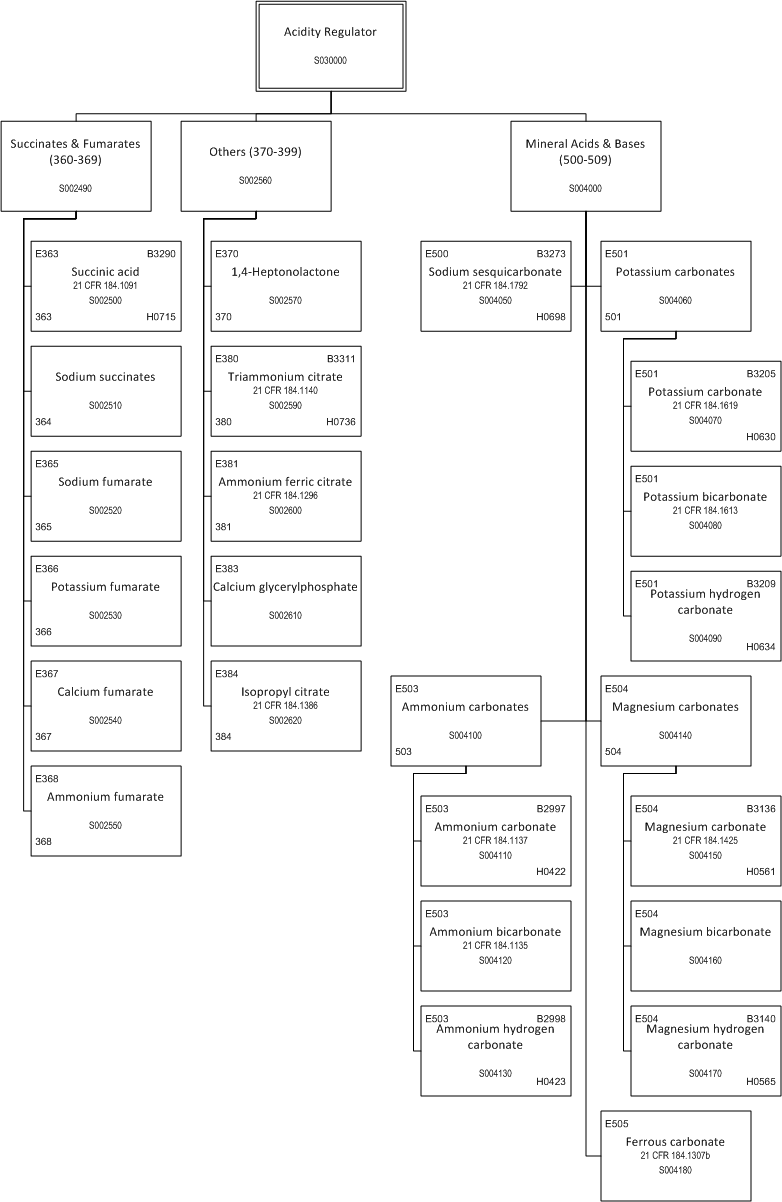 Acidity Regulator
S030000
Succinates & Fumarates
(360-369)
S002490
Others (370-399)
S002560
Mineral Acids & Bases
(500-509)
S004000
E363 B3290
Succinic acid
21 CFR 184.1091
S002500
363 H0715
Sodium succinates
S002510
364
E365
Sodium fumarate
S002520
365
E366
Potassium fumarate
S002530
366
E367
Calcium fumarate
S002540
367
E368
Ammonium fumarate
S002550
368
E370
1,4-Heptonolactone
S002570
370
E380 B3311
Triammonium citrate
21 CFR 184.1140
S002590
380 H0736
E381
Ammonium ferric citrate
21 CFR 184.1296
S002600
381
E383
Calcium glycerylphosphate
S002610
E384
Isopropyl citrate
21 CFR 184.1386
S002620
384
E500 B3273
Sodium sesquicarbonate
21 CFR 184.1792
S004050
H0698
E501
Potassium carbonates
S004060
501
E501 B3205
Potassium carbonate
21 CFR 184.1619
S004070
H0630
E501
Potassium bicarbonate
21 CFR 184.1613
S004080
E501 B3209
Potassium hydrogen
carbonate
S004090
H0634
E503
Ammonium carbonates
S004100
503
E503 B2997
Ammonium carbonate
21 CFR 184.1137
S004110
H0422
E503
Ammonium bicarbonate
21 CFR 184.1135
S004120
E503 B2998
Ammonium hydrogen
carbonate
S004130
H0423
E504
Magnesium carbonates
S004140
504
E504 B3136
Magnesium carbonate
21 CFR 184.1425
S004150
H0561
E504
Magnesium bicarbonate
S004160
E504 B3140
Magnesium hydrogen
carbonate
S004170
H0565
E505
Ferrous carbonate
21 CFR 184.1307b
S004180